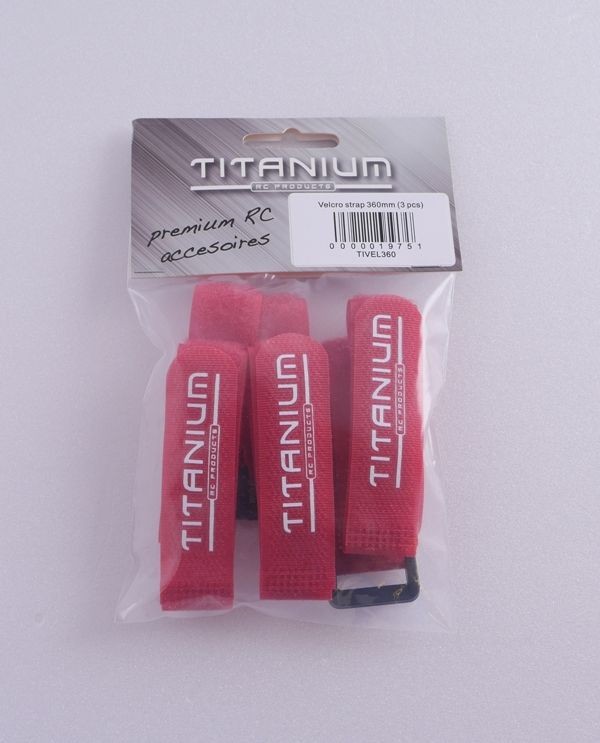 TITANIUM
RC PRODUCTS
premium RC
accesoires
Velcro strap 360mm (3 pcs)
0000019751
TIVEL360
TITANIUM
RC PRODUCTS
TITANIUM
RC PRODUCTS
TITANIUM
RC PRODUCTS